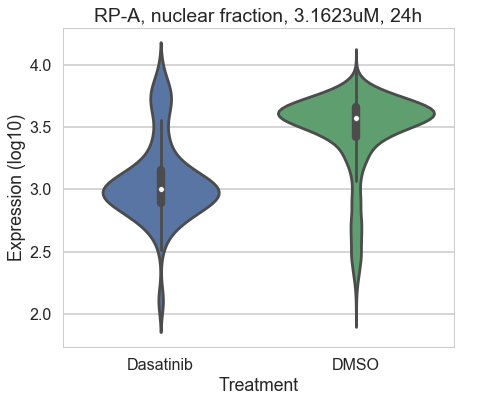 RP-A, nuclear fraction, 3.1623uM, 24h
Expression (log10)
4.0
3.5
3.0
2.5
2.0
Dasatinib DMSO
Treatment